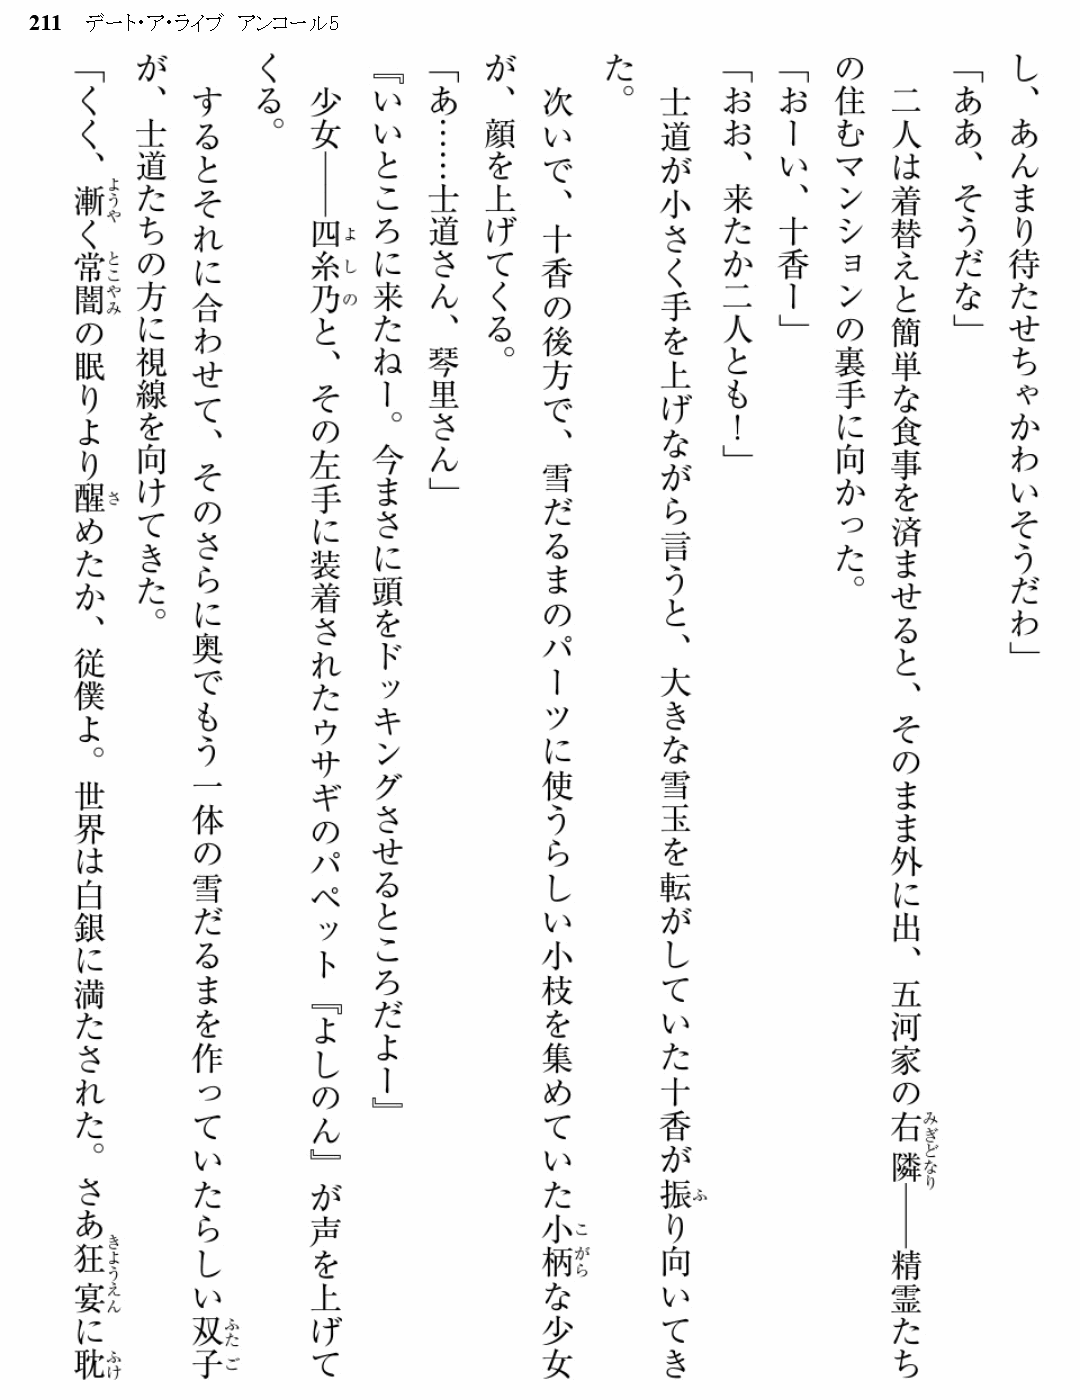 211 デート・ア・ライブ アンコール5
し、あんまり待たせちゃかわいそうだわ」
「ああ、そうだな」
　二人は着替えと簡単な食事を済ませると、そのまま外に出、五河家の右隣――精霊たち
の住むマンションの裏手に向かった。
「おーい、十香ー」
「おお、来たか二人とも！」
　士道が小さく手を上げながら言うと、大きな雪玉を転がしていた十香が振り向いてき
た。
　次いで、十香の後方で、雪だるまのパーツに使うらしい小枝を集めていた小柄な少女
が、顔を上げてくる。
「あ……士道さん、琴里さん」
『いいところに来たねー。今まさに頭をドッキングさせるところだよー』
　少女――四糸乃と、その左手に装着されたウサギのパペット『よしのん』が声を上げて
くる。
　するとそれに合わせて、そのさらに奥でもう一体の雪だるまを作っていたらしい双子
が、士道たちの方に視線を向けてきた。
「くく、漸く常闇の眠りより醒めたか、従僕よ。世界は白銀に満たされた。さあ狂宴に耽